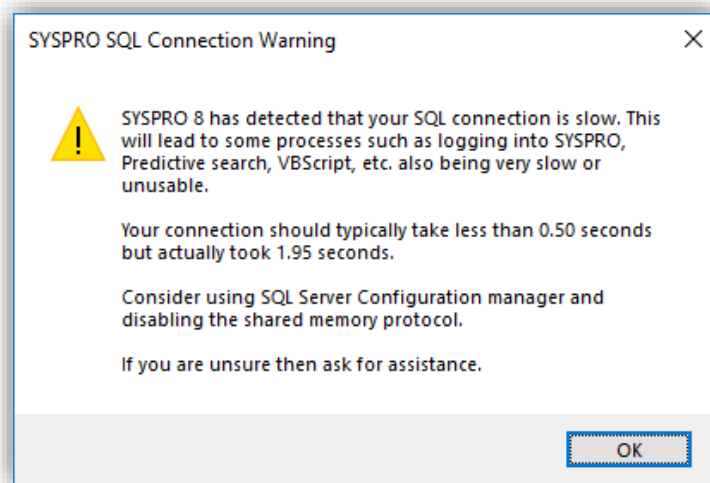 SYSPRO SQL Connection Warning
SYSPRO 8 has detected that your SQL connection is slow. This
will lead to some processes such as logging into SYSPRO,
Predictive search, VBScript, etc. also being very slow or
unusable.
Your connection should typically take less than 0.50 seconds
but actually took 1.95 seconds.
Consider using SQL Server Configuration manager and
disabling the shared memory protocol.
If you are unsure then ask for assistance.
OK